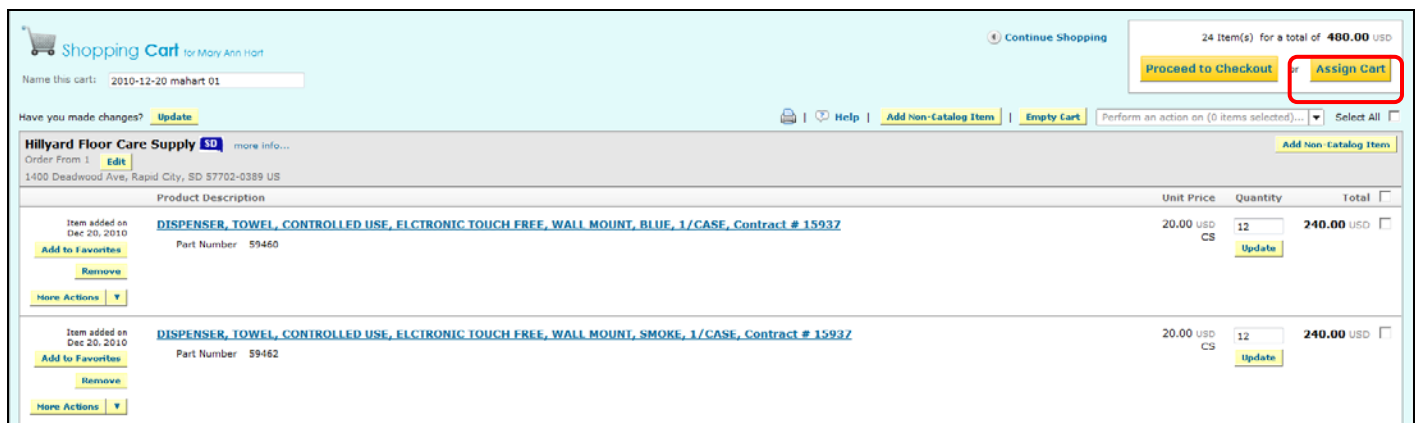 Shopping Cart for Mary Ann Hart
Continue Shopping
24 Item(s) for a total of 480.00 USD
Proceed to Checkout or Assign Cart
Name this cart: 2010-12-20 mahart 01
Have you made changes? Update
? Help | Add Non-Catalog Item | Empty Cart | Perform an action on (0 items selected)... Select All
Hillyard Floor Care Supply SD more info...
Add Non-Catalog Item
Order From 1 Edit
1400 Deadwood Ave, Rapid City, SD 57702-0389 US
Product Description Unit Price Quantity Total
Item added on
Dec 20, 2010
DISPENSER, TOWEL, CONTROLLED USE, ELCTRONIC TOUCH FREE, WALL MOUNT, BLUE, 1/CASE, Contract # 15937
Part Number 59460
20.00 USD
CS
12
Update
240.00 USD
Add to Favorites
Remove
More Actions
Item added on
Dec 20, 2010
DISPENSER, TOWEL, CONTROLLED USE, ELCTRONIC TOUCH FREE, WALL MOUNT, SMOKE, 1/CASE, Contract # 15937
Part Number 59462
20.00 USD
CS
12
Update
240.00 USD
Add to Favorites
Remove
More Actions